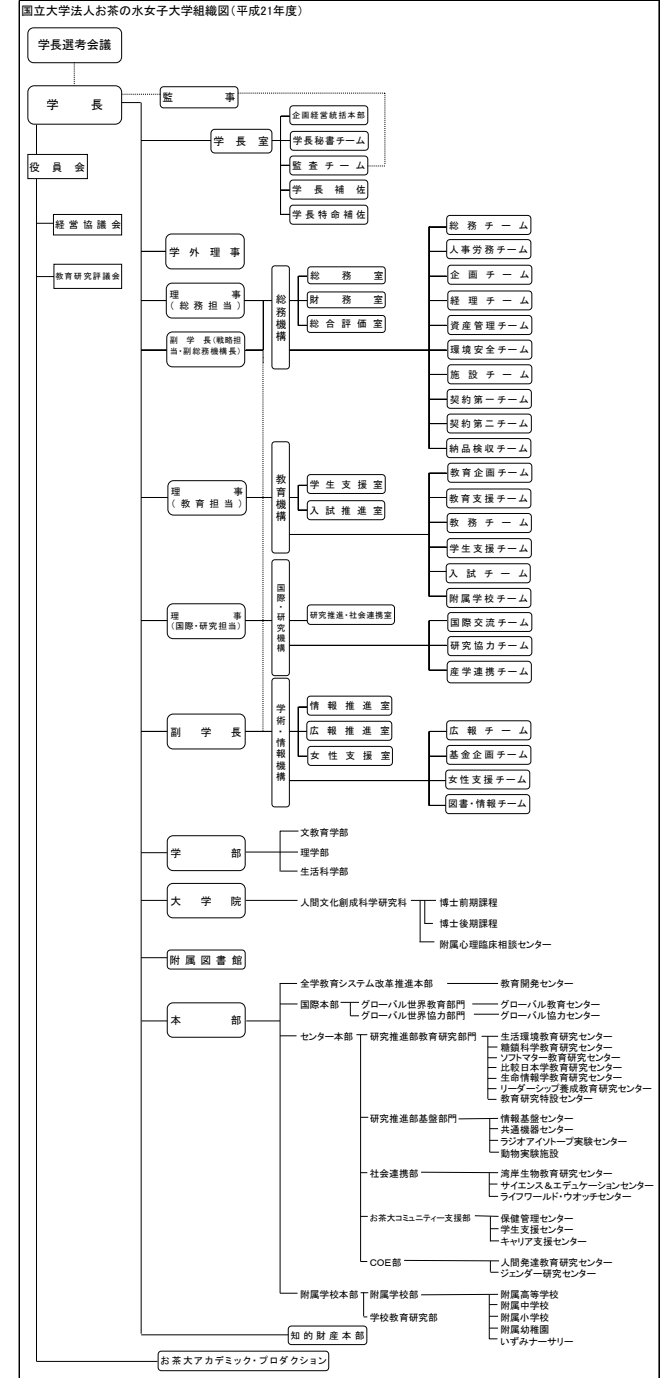 国立大学法人お茶の水女子大学組織図(平成21年度)
学長選考会議
学長
監事
企画経営統括本部
学長室
学長秘書チーム
監査チーム
学長補佐
学長特命補佐
役員会
経営協議会
教育研究評議会
学外理事
理事
(総務担当)
副学長(戦略担
当・副総務機構長)
総務機構
総務室
財務室
総合評価室
総務チーム
人事労務チーム
企画チーム
経理チーム
資産管理チーム
環境安全チーム
施設チーム
契約第一チーム
契約第二チーム
納品検収チーム
理事
(教育担当)
教育機構
学生支援室
入試推進室
教育企画チーム
教育支援チーム
教務チーム
学生支援チーム
入試チーム
附属学校チーム
理事
(国際・研究担当)
国際・研究機構
研究推進・社会連携室
国際交流チーム
研究協力チーム
産学連携チーム
副学長
学術・情報機構
情報推進室
広報推進室
女性支援室
広報チーム
基金企画チーム
女性支援チーム
図書・情報チーム
学部
文教育学部
理学部
生活科学部
大学院
人間文化創成科学研究科
博士前期課程
博士後期課程
附属心理臨床相談センター
附属図書館
本部
全学教育システム改革推進本部
教育開発センター
国際本部
グローバル世界教育部門
グローバル教育センター
グローバル世界協力部門
グローバル協力センター
センター本部
研究推進部教育研究部門
生活環境教育研究センター
糖鎖科学教育研究センター
ソフトマター教育研究センター
比較日本学教育研究センター
生命情報学教育研究センター
リーダーシップ養成教育研究センター
教育研究特設センター
研究推進部基盤部門
情報基盤センター
共通機器センター
ラジオアイソトープ実験センター
動物実験施設
社会連携部
湾岸生物教育研究センター
サイエンス&エデュケーションセンター
ライフワールド・ウオッチセンター
お茶大コミュニティー支援部
保健管理センター
学生支援センター
キャリア支援センター
COE部
人間発達教育研究センター
ジェンダー研究センター
附属学校本部
附属学校部
附属高等学校
附属中学校
附属小学校
附属幼稚園
いずみナーサリー
学校教育研究部
知的財産本部
お茶大アカデミック・プロダクション